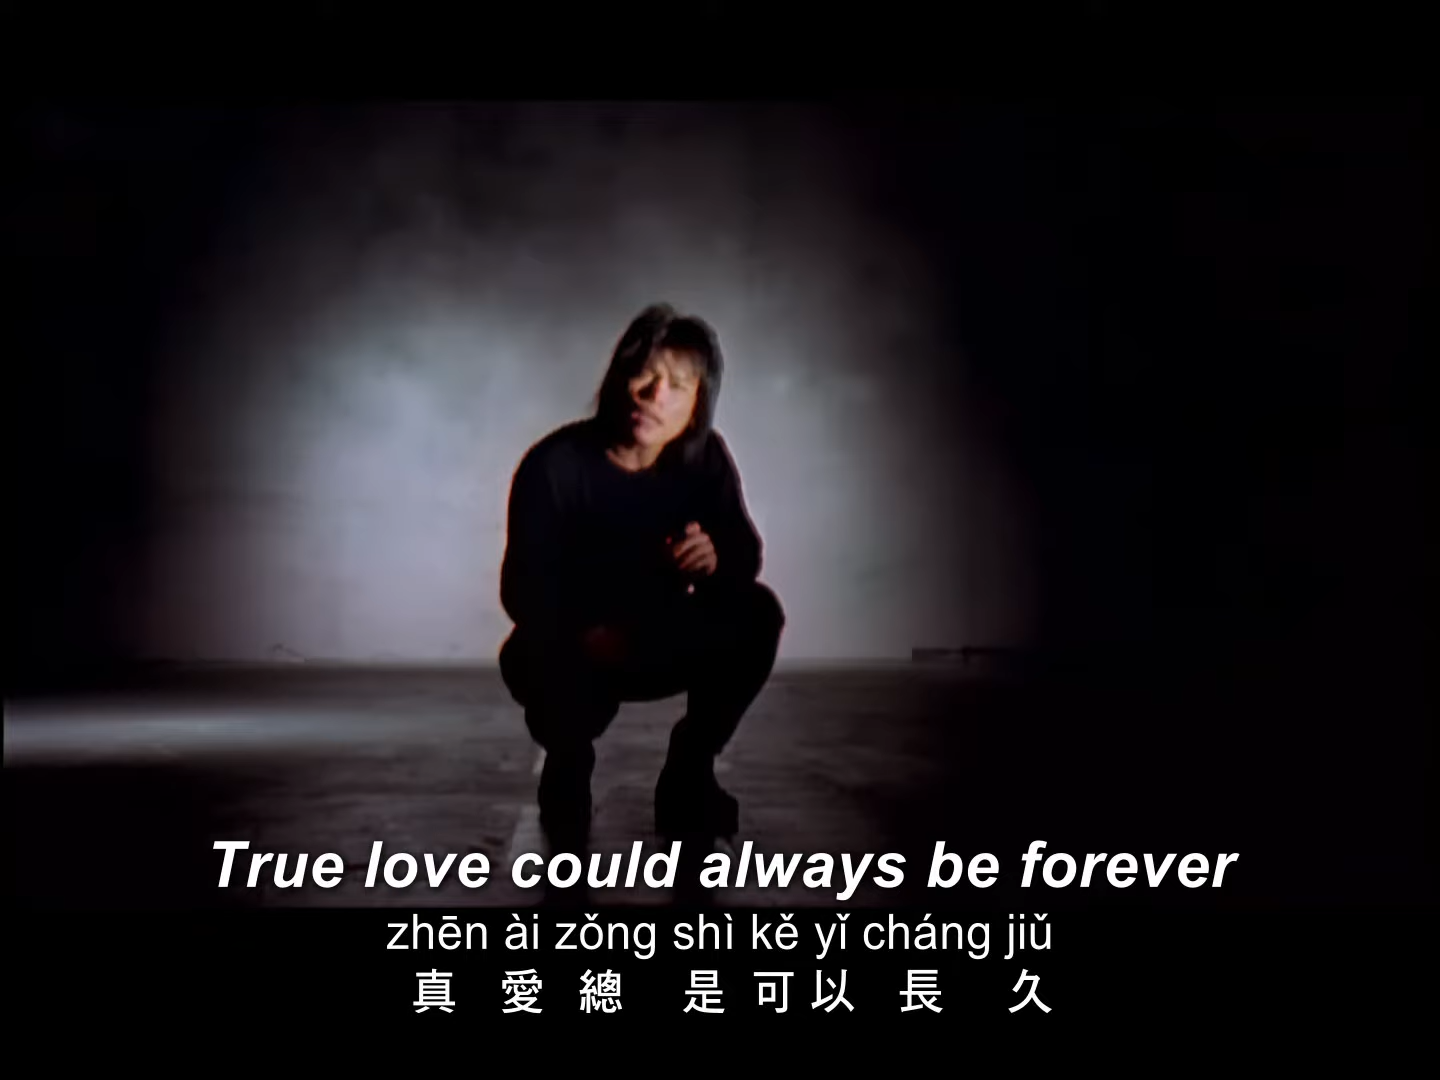 True love could always be forever
zhēn ài zǒng shì kě yǐ cháng jiǔ
真 愛 總 是 可 以 長 久